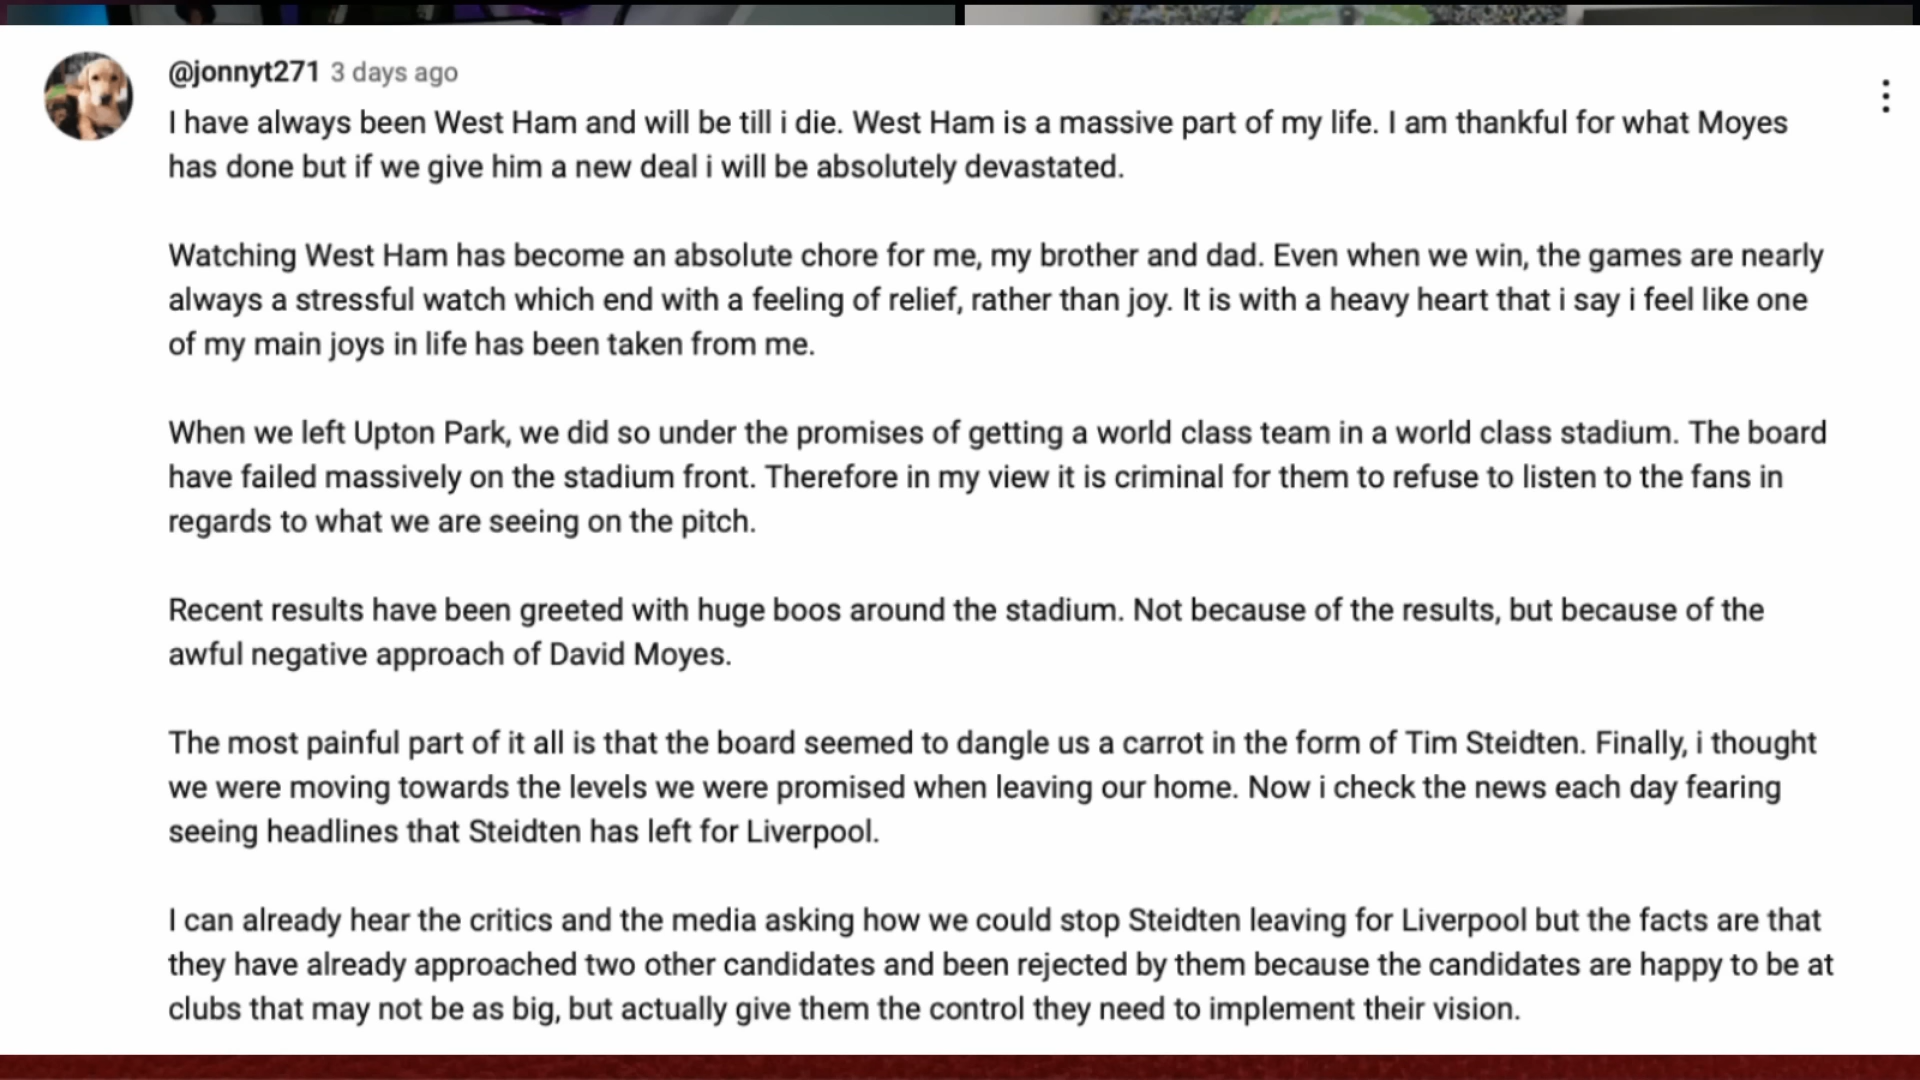 @jonnyt271 3 days ago
I have always been West Ham and will be till i die. West Ham is a massive part of my life. I am thankful for what Moyes
has done but if we give him a new deal i will be absolutely devastated.
Watching West Ham has become an absolute chore for me, my brother and dad. Even when we win, the games are nearly
always a stressful watch which end with a feeling of relief, rather than joy. It is with a heavy heart that i say i feel like one
of my main joys in life has been taken from me.
When we left Upton Park, we did so under the promises of getting a world class team in a world class stadium. The board
have failed massively on the stadium front. Therefore in my view it is criminal for them to refuse to listen to the fans in
regards to what we are seeing on the pitch.
Recent results have been greeted with huge boos around the stadium. Not because of the results, but because of the
awful negative approach of David Moyes.
The most painful part of it all is that the board seemed to dangle us a carrot in the form of Tim Steidten. Finally, i thought
we were moving towards the levels we were promised when leaving our home. Now i check the news each day fearing
seeing headlines that Steidten has left for Liverpool.
I can already hear the critics and the media asking how we could stop Steidten leaving for Liverpool but the facts are that
they have already approached two other candidates and been rejected by them because the candidates are happy to be at
clubs that may not be as big, but actually give them the control they need to implement their vision.